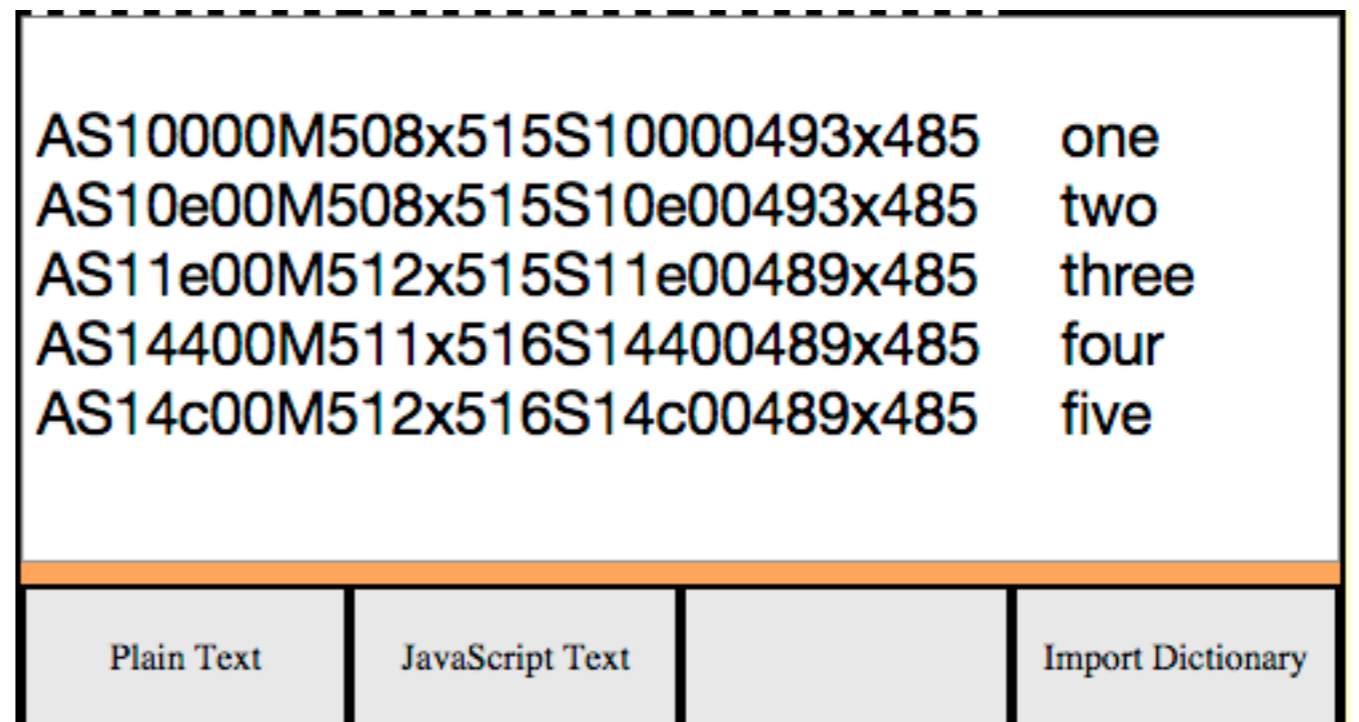 AS10000M508x515S10000493x485 one
AS10e00M508x515S10e00493x485 two
AS11e00M512x515S11e00489x485 three
AS14400M511x516S14400489x485 four
AS14c00M512x516S14c00489x485 five
Plain Text JavaScript Text Import Dictionary